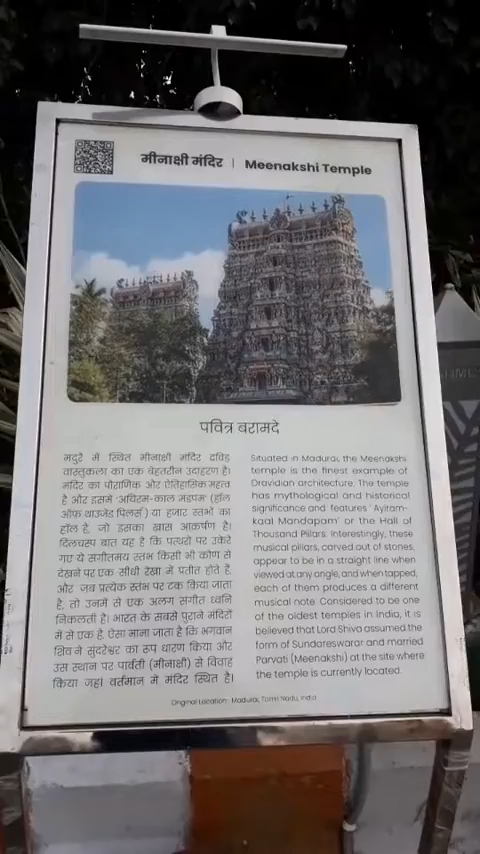 मीनाक्षी मंदिर | Meenakshi Temple
पवित्र बरामदे
मदुरै में स्थित मीनाक्षी मंदिर द्रविड़
वास्तुकला का एक बेहतरीन उदाहरण है।
मंदिर का पौराणिक और ऐतिहासिक महत्व
है और इसमें 'अयिरम-काल मंडपम' (हॉल
ऑफ़ थाउजेंड पिलर्स) या हजार स्तंभों का
हॉल है, जो इसका खास आकर्षण है।
दिलचस्प बात यह है कि पत्थरों पर उकेरे
गए ये संगीतमय स्तंभ किसी भी कोण से
देखने पर एक सीधी रेखा में प्रतीत होते हैं,
और जब प्रत्येक स्तंभ पर टैक किया जाता
है, तो उनमें से एक अलग संगीत ध्वनि
निकलती है। भारत के सबसे पुराने मंदिरों
में से एक है, ऐसा माना जाता है कि भगवान
शिव ने सुंदरेश्वर का रूप धारण किया और
उस स्थान पर पार्वती (मीनाक्षी) से विवाह
किया जहां वर्तमान में मंदिर स्थित है।
Situated in Madurai, the Meenakshi
temple is the finest example of
Dravidian architecture. The temple
has mythological and historical
significance and features 'Ayiram-
kaal Mandapam' or the Hall of
Thousand Pillars. Interestingly, these
musical pillars, carved out of stones,
appear to be in a straight line when
viewed at any angle, and when tapped,
each of them produces a different
musical note. Considered to be one
of the oldest temples in India, it is
believed that Lord Shiva assumed the
form of Sundareswarar and married
Parvati (Meenakshi) at the site where
the temple is currently located.
Original Location: Madurai, Tamil Nadu, India